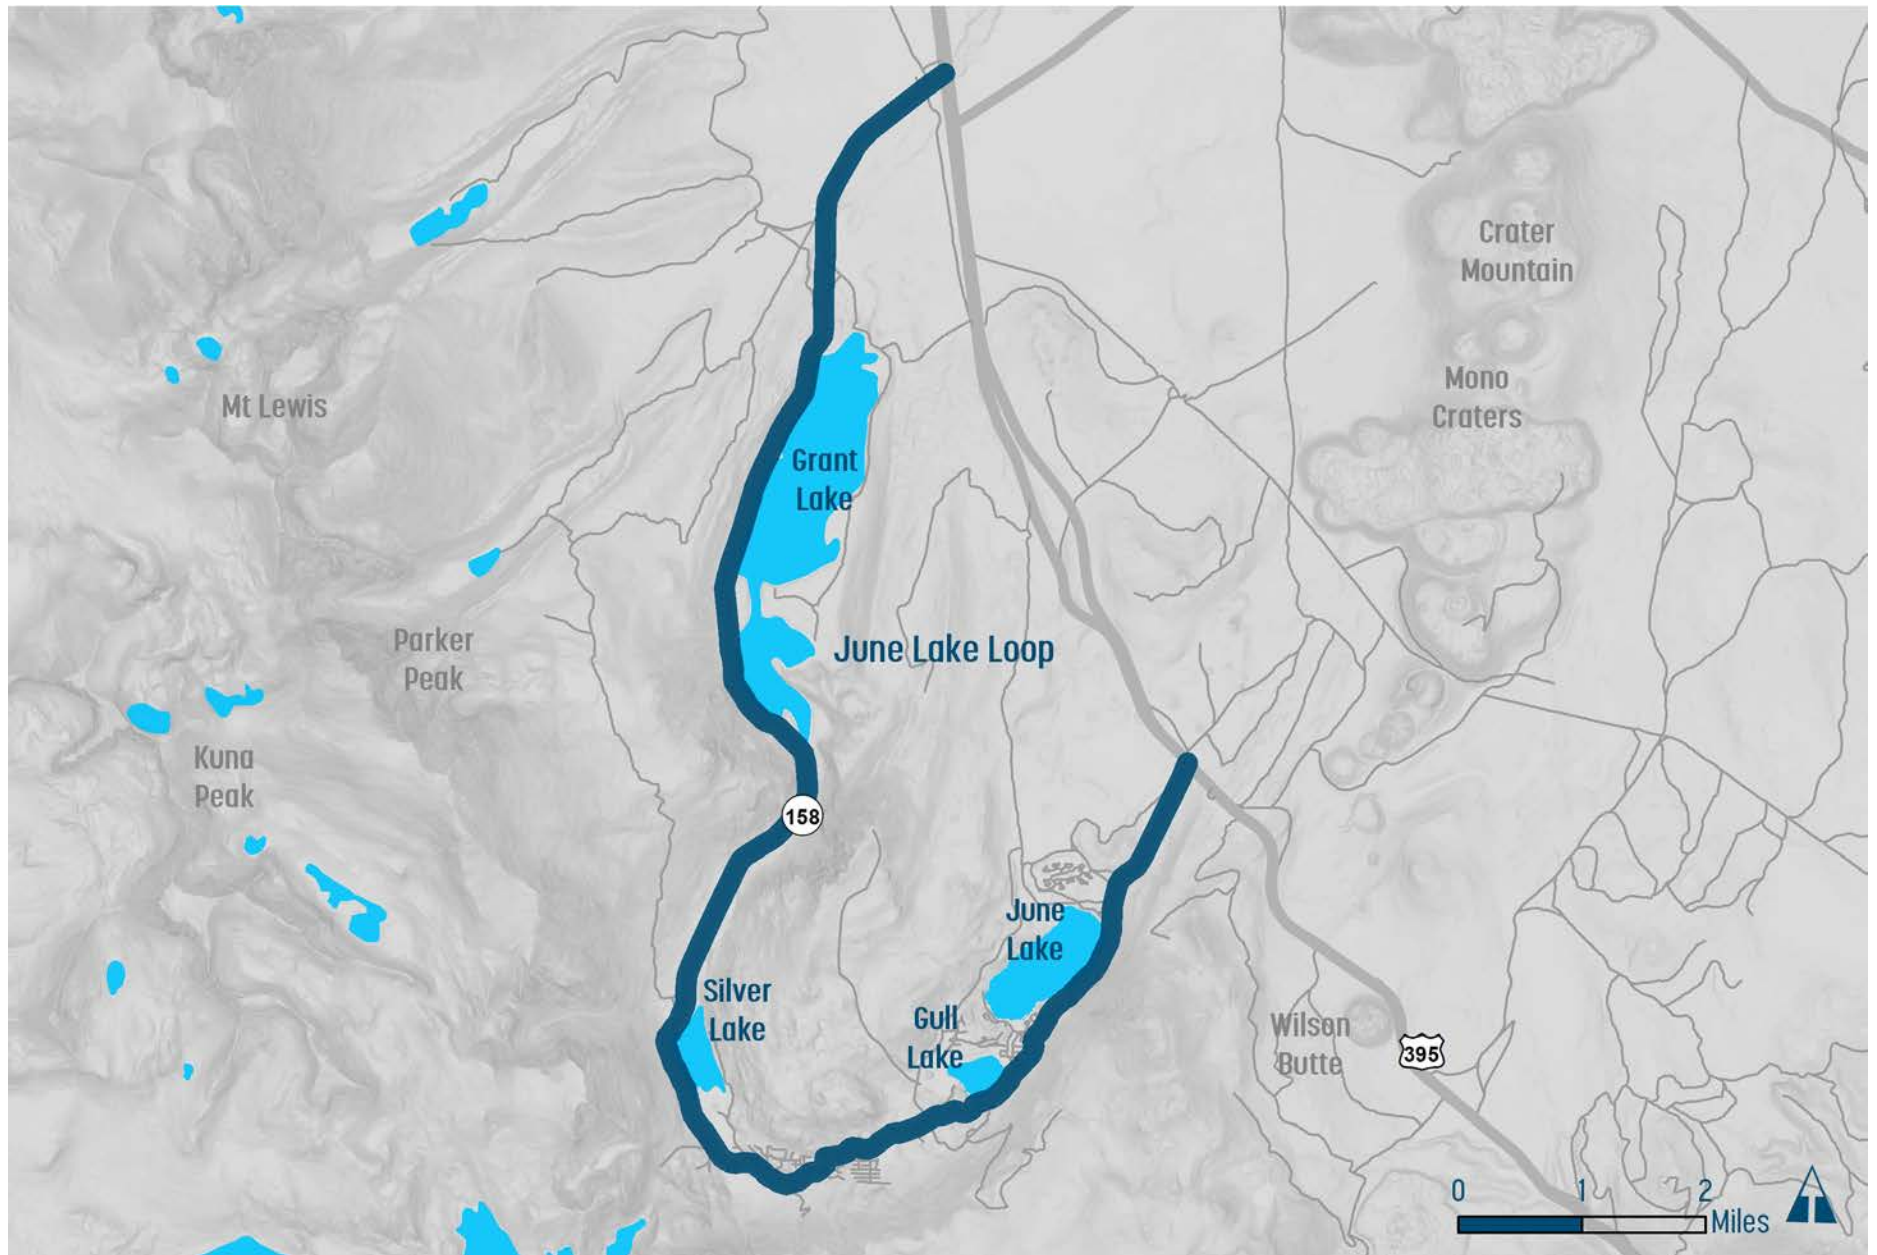 Crater
Mountain
Mono
Craters
Mt Lewis
Grant
Lake
June Lake Loop
Parker
Peak
Kuna
Peak
158
June
Lake
Silver
Lake
Gull
Lake
Wilson
Butte
395
0 1 2
Miles